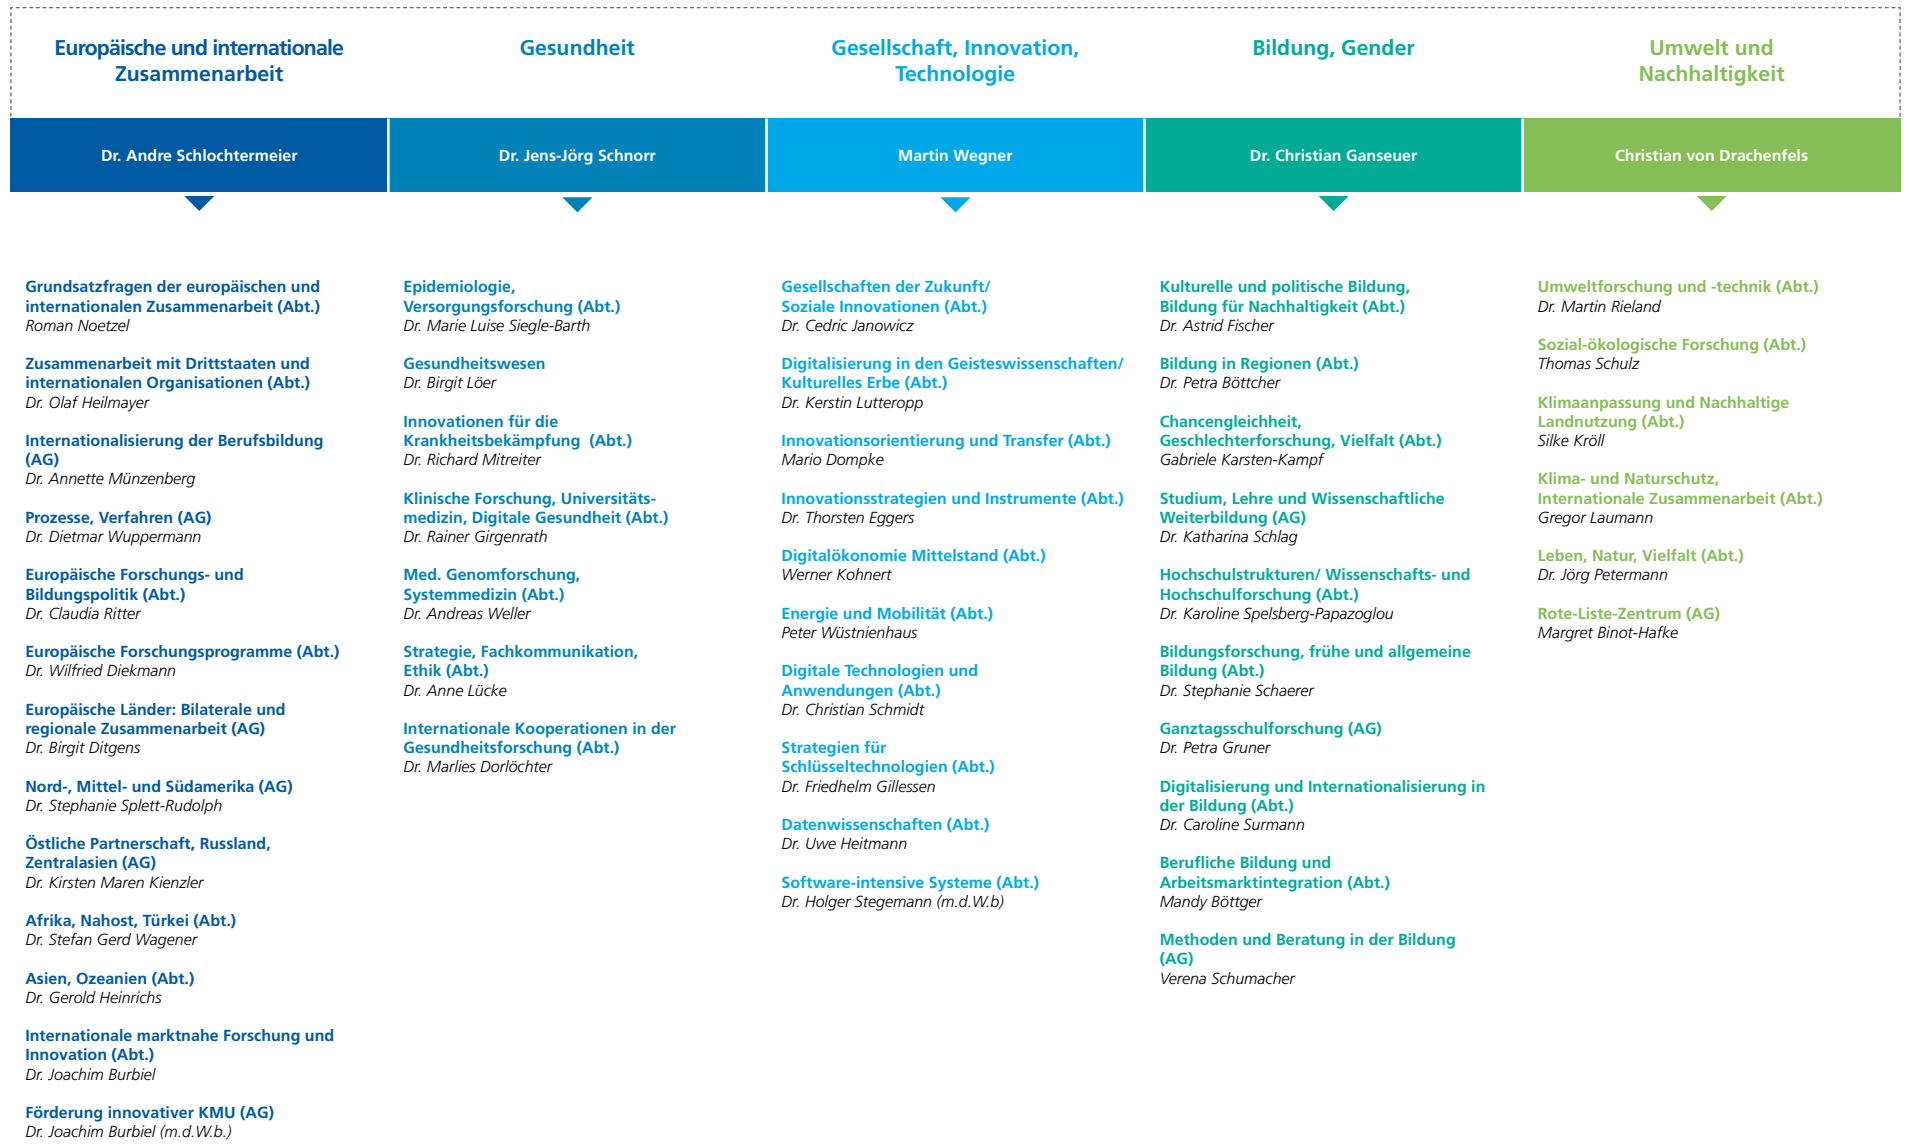 Europäische und internationale
Zusammenarbeit
Dr. Andre Schlochtermeier
Grundsatzfragen der europäischen und
internationalen Zusammenarbeit (Abt.)
Roman Noetzel
Zusammenarbeit mit Drittstaaten und
internationalen Organisationen (Abt.)
Dr. Olaf Heilmayer
Internationalisierung der Berufsbildung
(AG)
Dr. Annette Münzenberg
Prozesse, Verfahren (AG)
Dr. Dietmar Wuppermann
Europäische Forschungs- und
Bildungspolitik (Abt.)
Dr. Claudia Ritter
Europäische Forschungsprogramme (Abt.)
Dr. Wilfried Diekmann
Europäische Länder: Bilaterale und
regionale Zusammenarbeit (AG)
Dr. Birgit Ditgens
Nord-, Mittel- und Südamerika (AG)
Dr. Stephanie Splett-Rudolph
Östliche Partnerschaft, Russland,
Zentralasien (AG)
Dr. Kirsten Maren Kienzler
Afrika, Nahost, Türkei (Abt.)
Dr. Stefan Gerd Wagener
Asien, Ozeanien (Abt.)
Dr. Gerold Heinrichs
Internationale marktnahe Forschung und
Innovation (Abt.)
Dr. Joachim Burbiel
Förderung innovativer KMU (AG)
Dr. Joachim Burbiel (m.d.W.b.)
Gesundheit
Dr. Jens-Jörg Schnorr
Epidemiologie,
Versorgungsforschung (Abt.)
Dr. Marie Luise Siegle-Barth
Gesundheitswesen
Dr. Birgit Löer
Innovationen für die
Krankheitsbekämpfung (Abt.)
Dr. Richard Mitreiter
Klinische Forschung, Universitäts-
medizin, Digitale Gesundheit (Abt.)
Dr. Rainer Girgenrath
Med. Genomforschung,
Systemmedizin (Abt.)
Dr. Andreas Weller
Strategie, Fachkommunikation,
Ethik (Abt.)
Dr. Anne Lücke
Internationale Kooperationen in der
Gesundheitsforschung (Abt.)
Dr. Marlies Dorlöchter
Gesellschaft, Innovation,
Technologie
Martin Wegner
Gesellschaften der Zukunft/
Soziale Innovationen (Abt.)
Dr. Cedric Janowicz
Digitalisierung in den Geisteswissenschaften/
Kulturelles Erbe (Abt.)
Dr. Kerstin Lutteropp
Innovationsorientierung und Transfer (Abt.)
Mario Dompke
Innovationsstrategien und Instrumente (Abt.)
Dr. Thorsten Eggers
Digitalökonomie Mittelstand (Abt.)
Werner Kohnert
Energie und Mobilität (Abt.)
Peter Wüstnienhaus
Digitale Technologien und
Anwendungen (Abt.)
Dr. Christian Schmidt
Strategien für
Schlüsseltechnologien (Abt.)
Dr. Friedhelm Gillessen
Datenwissenschaften (Abt.)
Dr. Uwe Heitmann
Software-intensive Systeme (Abt.)
Dr. Holger Stegemann (m.d.W.b)
Bildung, Gender
Dr. Christian Ganseuer
Kulturelle und politische Bildung,
Bildung für Nachhaltigkeit (Abt.)
Dr. Astrid Fischer
Bildung in Regionen (Abt.)
Dr. Petra Böttcher
Chancengleichheit,
Geschlechterforschung, Vielfalt (Abt.)
Gabriele Karsten-Kampf
Studium, Lehre und Wissenschaftliche
Weiterbildung (AG)
Dr. Katharina Schlag
Hochschulstrukturen/ Wissenschafts- und
Hochschulforschung (Abt.)
Dr. Karoline Spelsberg-Papazoglou
Bildungsforschung, frühe und allgemeine
Bildung (Abt.)
Dr. Stephanie Schaerer
Ganztagsschulforschung (AG)
Dr. Petra Gruner
Digitalisierung und Internationalisierung in
der Bildung (Abt.)
Dr. Caroline Surmann
Berufliche Bildung und
Arbeitsmarktintegration (Abt.)
Mandy Böttger
Methoden und Beratung in der Bildung
(AG)
Verena Schumacher
Umwelt und
Nachhaltigkeit
Christian von Drachenfels
Umweltforschung und -technik (Abt.)
Dr. Martin Rieland
Sozial-ökologische Forschung (Abt.)
Thomas Schulz
Klimaanpassung und Nachhaltige
Landnutzung (Abt.)
Silke Kröll
Klima- und Naturschutz,
Internationale Zusammenarbeit (Abt.)
Gregor Laumann
Leben, Natur, Vielfalt (Abt.)
Dr. Jörg Petermann
Rote-Liste-Zentrum (AG)
Margret Binot-Hafke